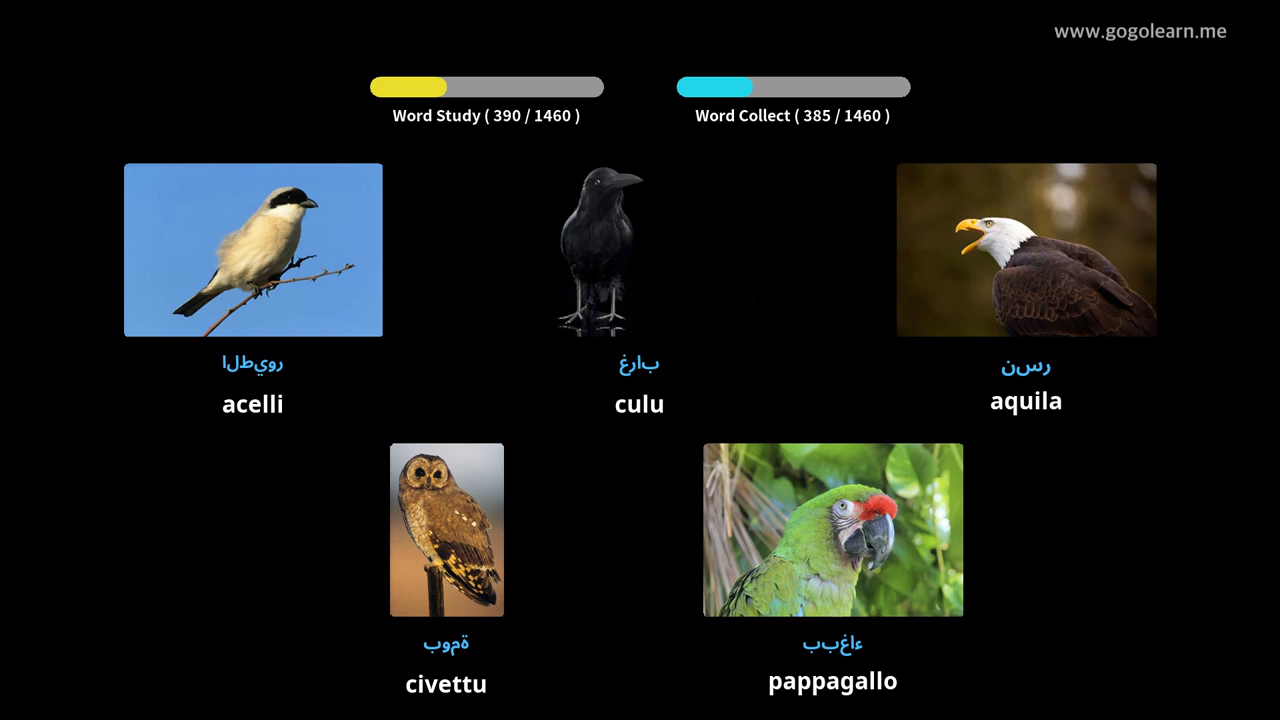 www.gogolearn.me
Word Study ( 390 / 1460 )
Word Collect ( 385 / 1460 )
الطيور
غراب
نسر
acelli
culu
aquila
بومة
ببغاء
civettu
pappagallo